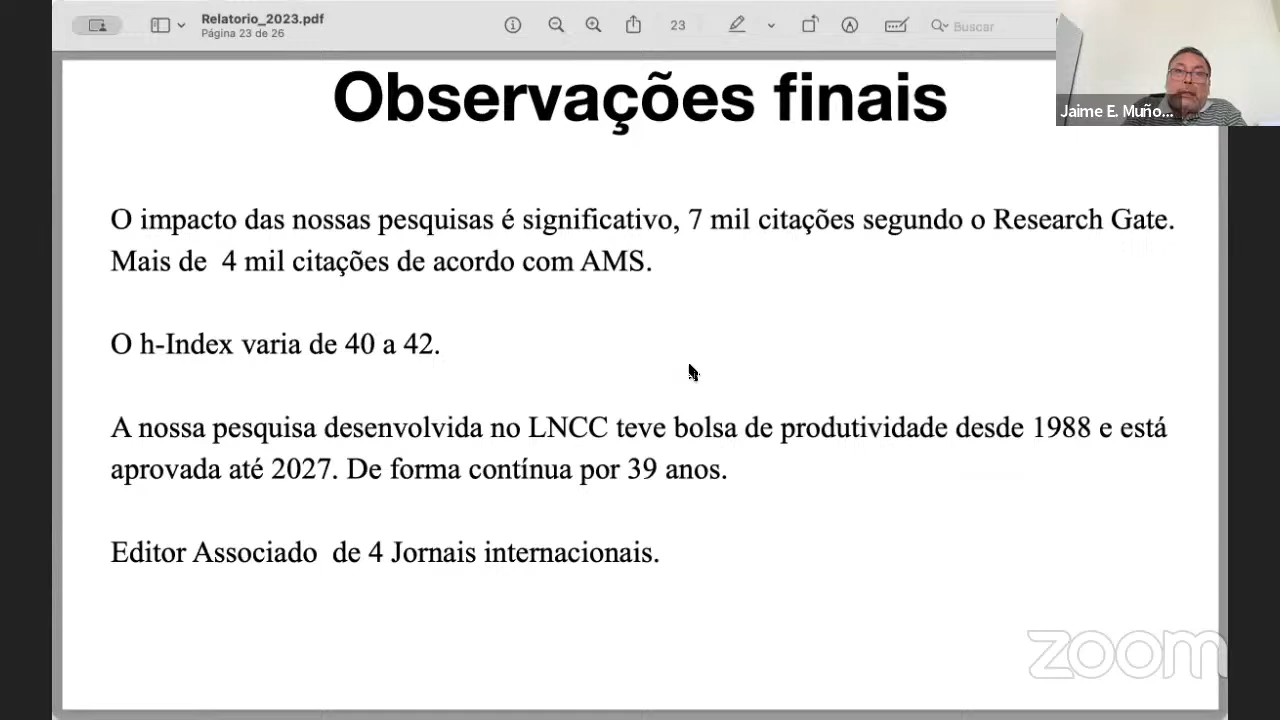 Relatorio_2023.pdf
Página 23 de 26
23
Buscar
Jaime E. Muño...
Observações finais
O impacto das nossas pesquisas é significativo, 7 mil citações segundo o Research Gate.
Mais de 4 mil citações de acordo com AMS.
O h-Index varia de 40 a 42.
A nossa pesquisa desenvolvida no LNCC teve bolsa de produtividade desde 1988 e está
aprovada até 2027. De forma contínua por 39 anos.
Editor Associado de 4 Jornais internacionais.
zoom